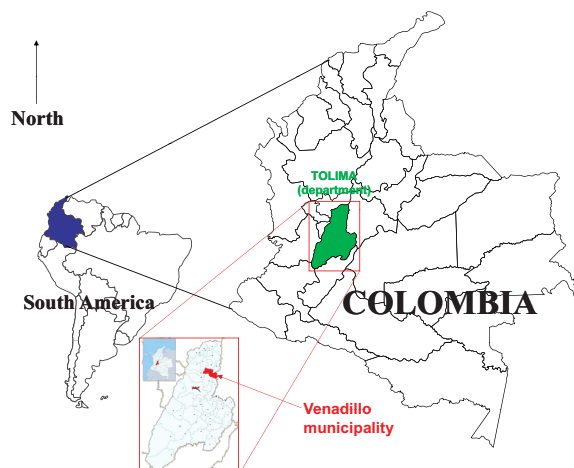 North
TOLIMA
(department)
South America
COLOMBIA
Venadillo
municipality